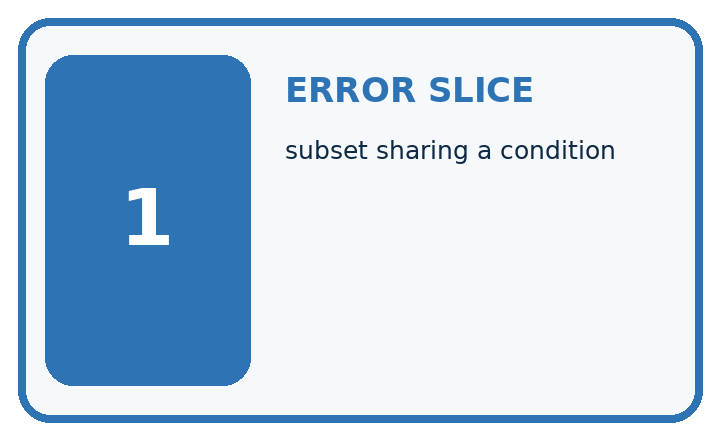 1
ERROR SLICE
subset sharing a condition